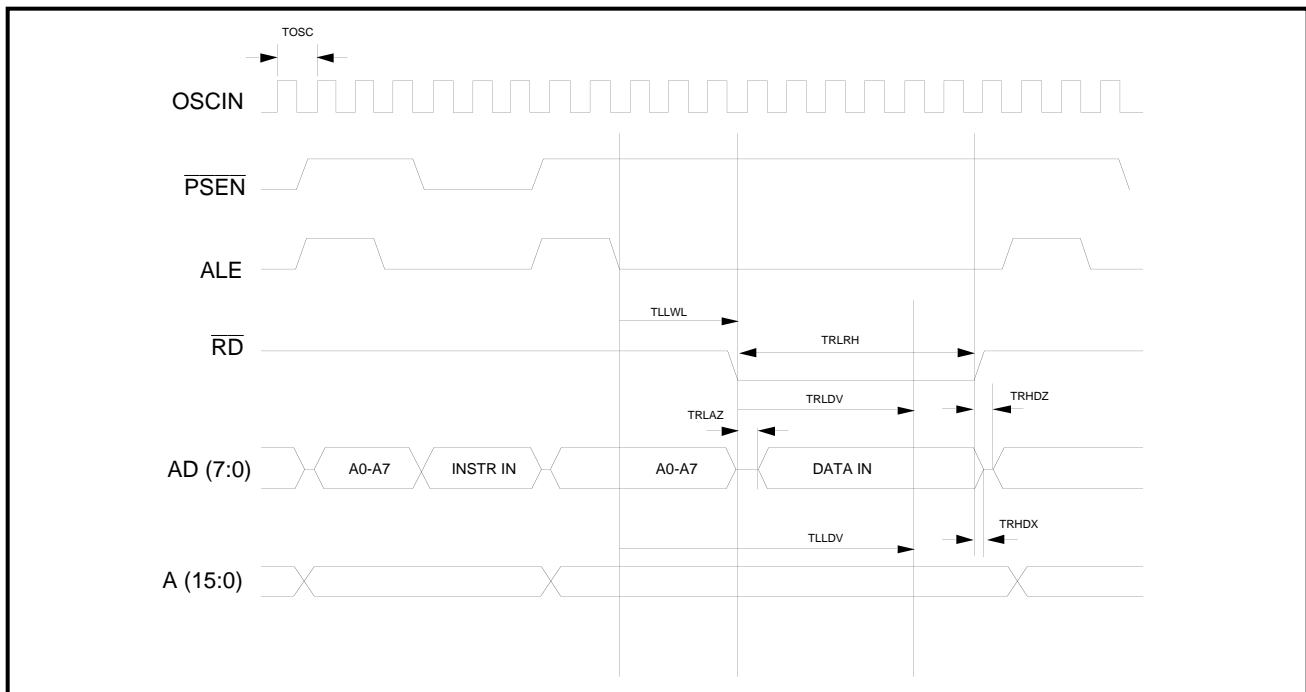 TOSC
OSCIN
PSEN
ALE
TLLWL
RD
TRLRH
TRLDV
TRHDZ
TRLAZ
AD (7:0)
A0-A7
INSTR IN
A0-A7
DATA IN
TRHDX
TLLDV
A (15:0)